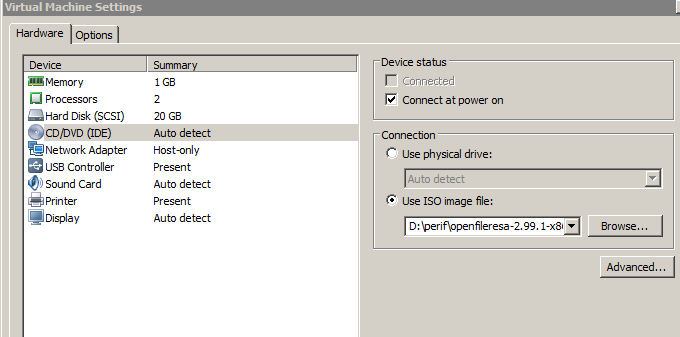 Virtual Machine Settings
Hardware Options
Device Summary
Memory 1 GB
Processors 2
Hard Disk (SCSI) 20 GB
CD/DVD (IDE) Auto detect
Network Adapter Host-only
USB Controller Present
Sound Card Auto detect
Printer Present
Display Auto detect
Device status
Connected
Connect at power on
Connection
Use physical drive:
Auto detect
Use ISO image file:
D:\perif\openfileresa-2.99.1-x8 Browse...
Advanced...